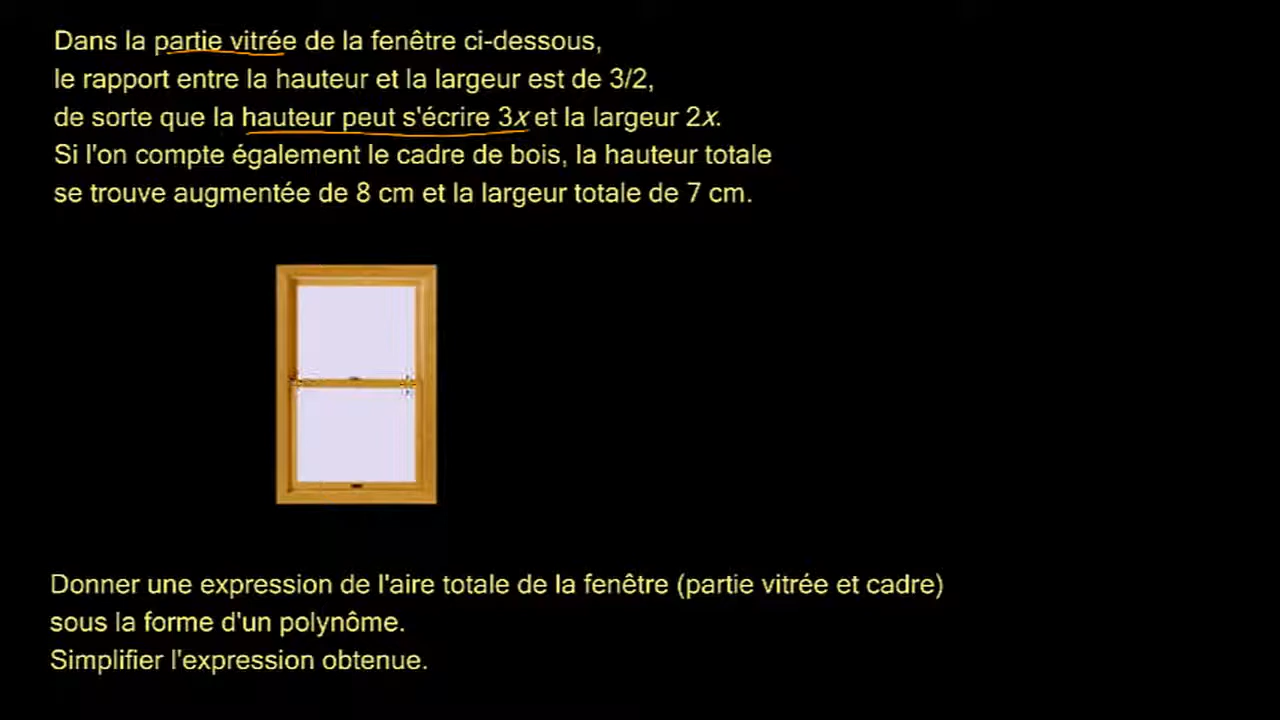 Dans la partie vitrée de la fenêtre ci-dessous,
le rapport entre la hauteur et la largeur est de 3/2,
de sorte que la hauteur peut s'écrire 3x et la largeur 2x.
Si l'on compte également le cadre de bois, la hauteur totale
se trouve augmentée de 8 cm et la largeur totale de 7 cm.
Donner une expression de l'aire totale de la fenêtre (partie vitrée et cadre)
sous la forme d'un polynôme.
Simplifier l'expression obtenue.